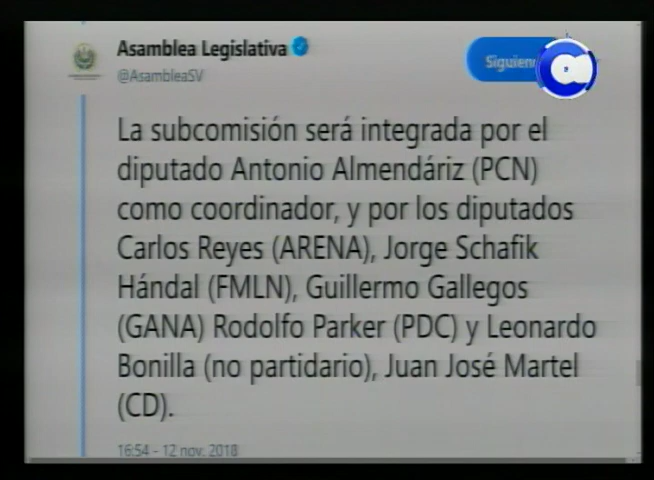 Asamblea Legislativa
@AsambleaSV
La subcomisión será integrada por el
diputado Antonio Almendáriz (PCN)
como coordinador, y por los diputados
Carlos Reyes (ARENA), Jorge Schafik
Hándal (FMLN), Guillermo Gallegos
(GANA) Rodolfo Parker (PDC) y Leonardo
Bonilla (no partidario), Juan José Martel
(CD).
16:54 - 12 nov. 2018